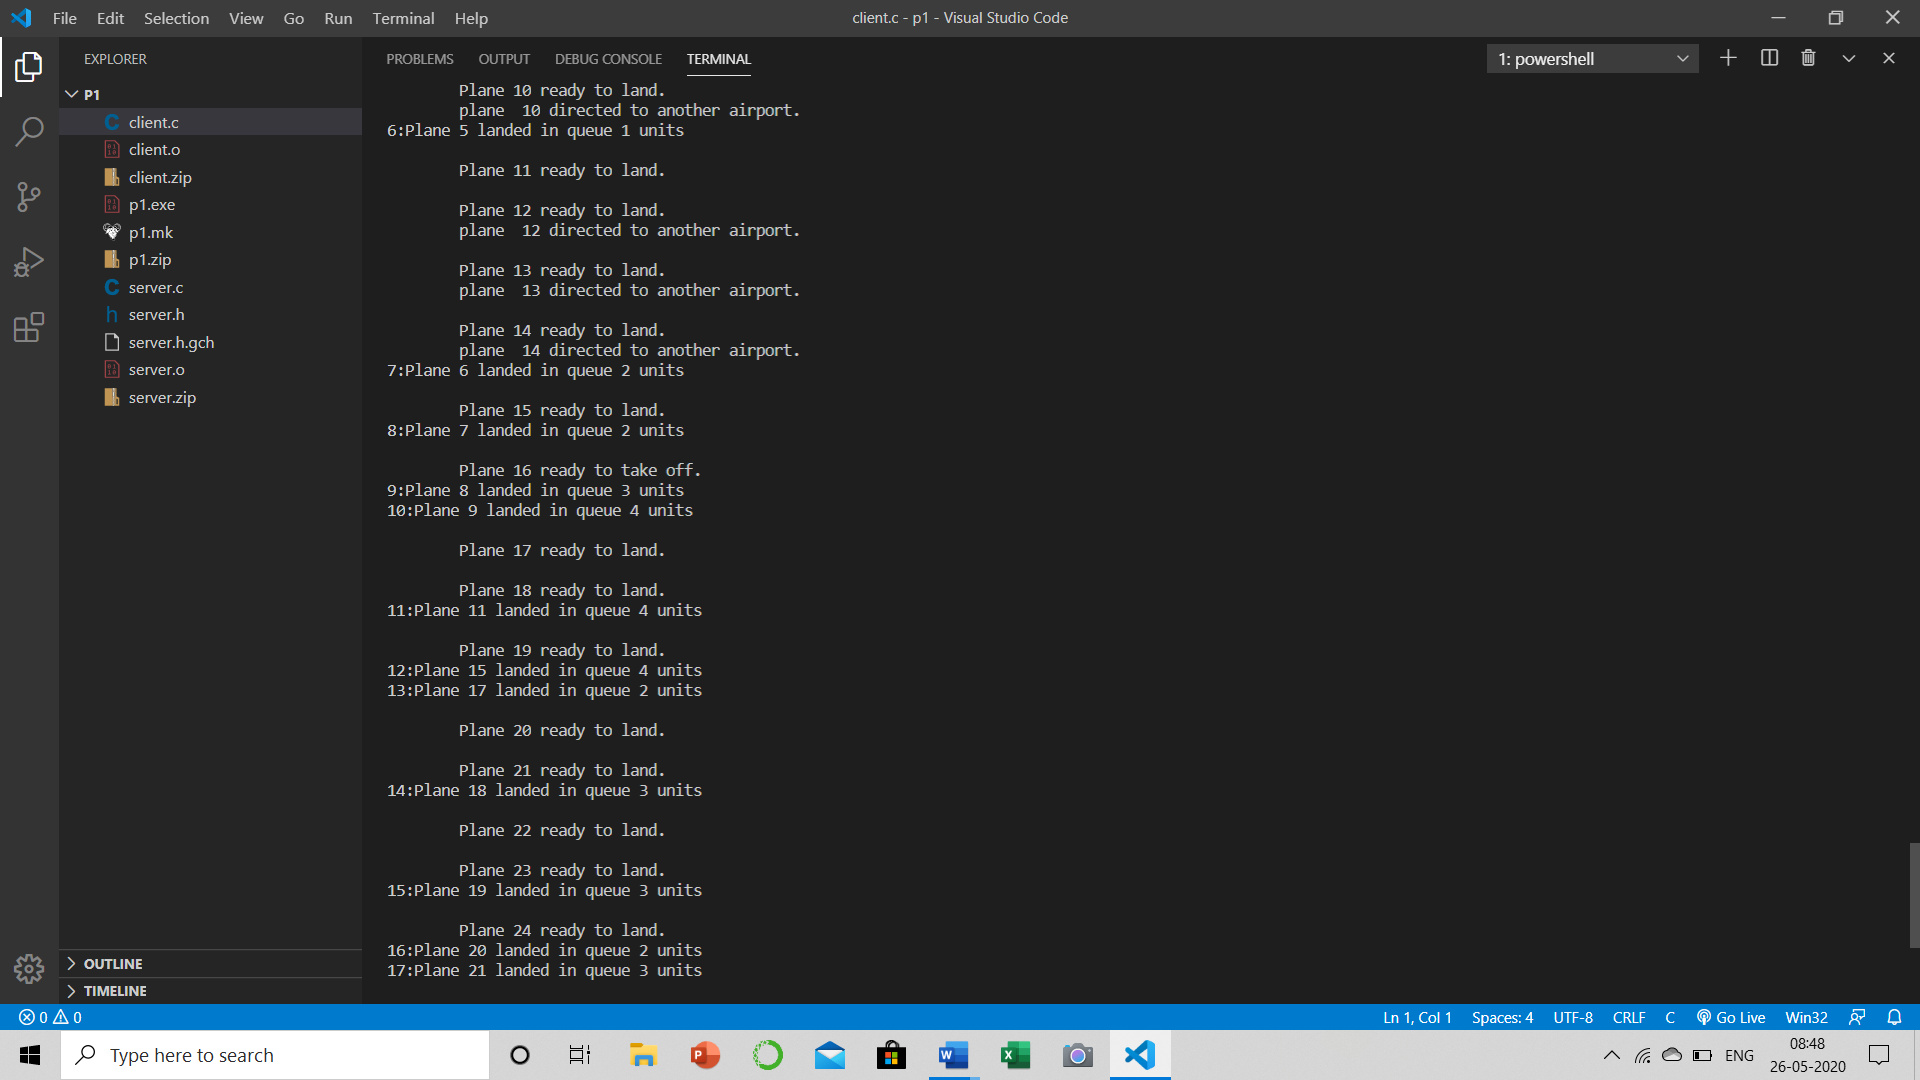 File Edit Selection View Go Run Terminal Help
client.c - p1 - Visual Studio Code
EXPLORER
P1
client.c
client.o
client.zip
p1.exe
p1.mk
p1.zip
server.c
server.h
server.h.gch
server.o
server.zip
OUTLINE
TIMELINE
PROBLEMS OUTPUT DEBUG CONSOLE TERMINAL
1: powershell
Plane 10 ready to land.
plane  10 directed to another airport.
6:Plane 5 landed in queue 1 units
Plane 11 ready to land.
Plane 12 ready to land.
plane  12 directed to another airport.
Plane 13 ready to land.
plane  13 directed to another airport.
Plane 14 ready to land.
plane  14 directed to another airport.
7:Plane 6 landed in queue 2 units
Plane 15 ready to land.
8:Plane 7 landed in queue 2 units
Plane 16 ready to take off.
9:Plane 8 landed in queue 3 units
10:Plane 9 landed in queue 4 units
Plane 17 ready to land.
Plane 18 ready to land.
11:Plane 11 landed in queue 4 units
Plane 19 ready to land.
12:Plane 15 landed in queue 4 units
13:Plane 17 landed in queue 2 units
Plane 20 ready to land.
Plane 21 ready to land.
14:Plane 18 landed in queue 3 units
Plane 22 ready to land.
Plane 23 ready to land.
15:Plane 19 landed in queue 3 units
Plane 24 ready to land.
16:Plane 20 landed in queue 2 units
17:Plane 21 landed in queue 3 units
0 0
Ln 1, Col 1 Spaces: 4 UTF-8 CRLF C Go Live Win32
Type here to search
ENG
08:48
26-05-2020